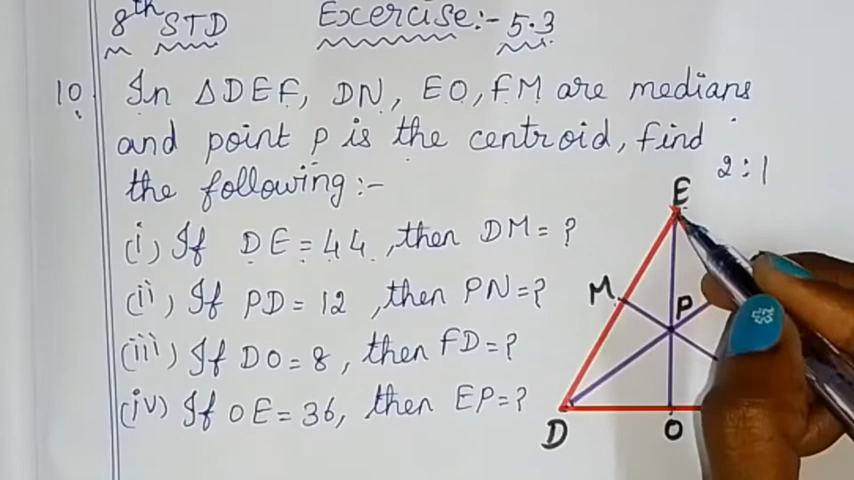 8th STD Exercise:- 5.3
10. In ΔDEF, DN, EO, FM are medians
and point P is the centroid, find
the following:-
2:1
(i) If DE = 44, then DM = ?
(ii) If PD = 12, then PN = ?
(iii) If DO = 8, then FD = ?
(iv) If OE = 36, then EP = ?
E
M
P
D
O